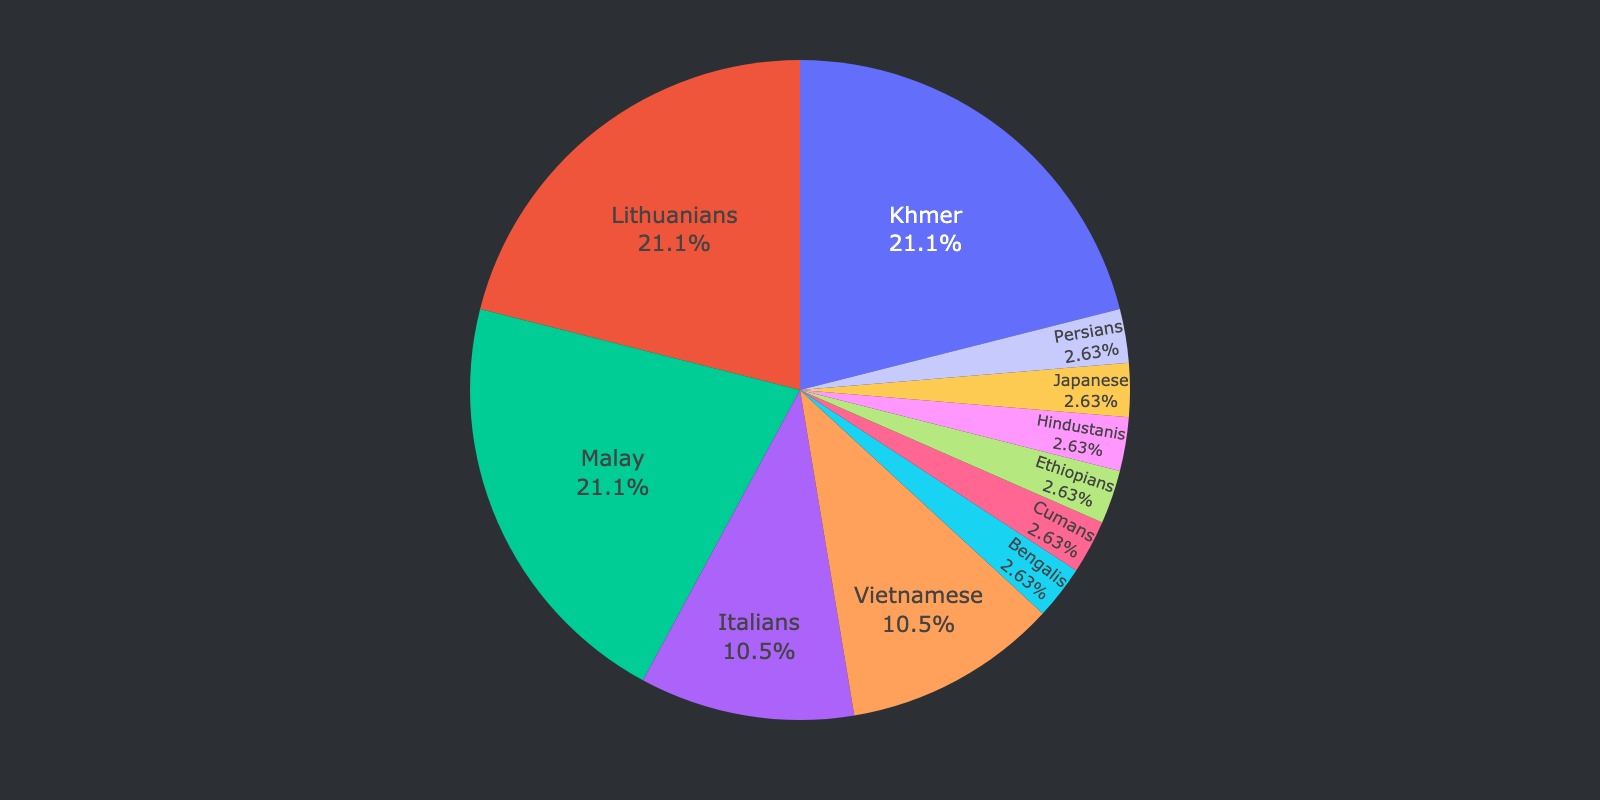 Lithuanians
21.1%
Khmer
21.1%
Persians
2.63%
Japanese
2.63%
Hindustanis
2.63%
Ethiopians
2.63%
Cumans
2.63%
Bengalis
2.63%
Vietnamese
10.5%
Italians
10.5%
Malay
21.1%